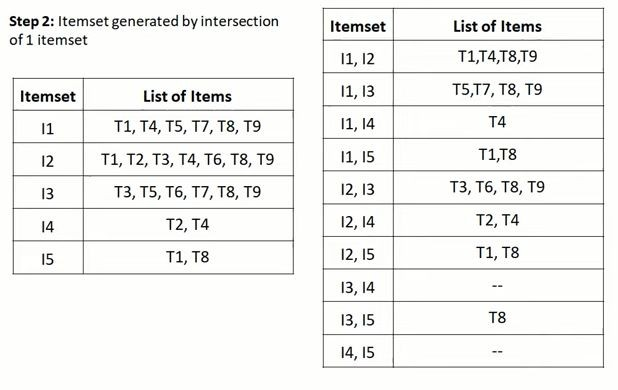 Step 2: Itemset generated by intersection
of 1 itemset
Itemset List of Items
I1 T1, T4, T5, T7, T8, T9
I2 T1, T2, T3, T4, T6, T8, T9
I3 T3, T5, T6, T7, T8, T9
I4 T2, T4
I5 T1, T8
Itemset List of Items
I1, I2 T1,T4,T8,T9
I1, I3 T5,T7, T8, T9
I1, I4 T4
I1, I5 T1,T8
I2, I3 T3, T6, T8, T9
I2, I4 T2, T4
I2, I5 T1, T8
I3, I4 --
I3, I5 T8
I4, I5 --